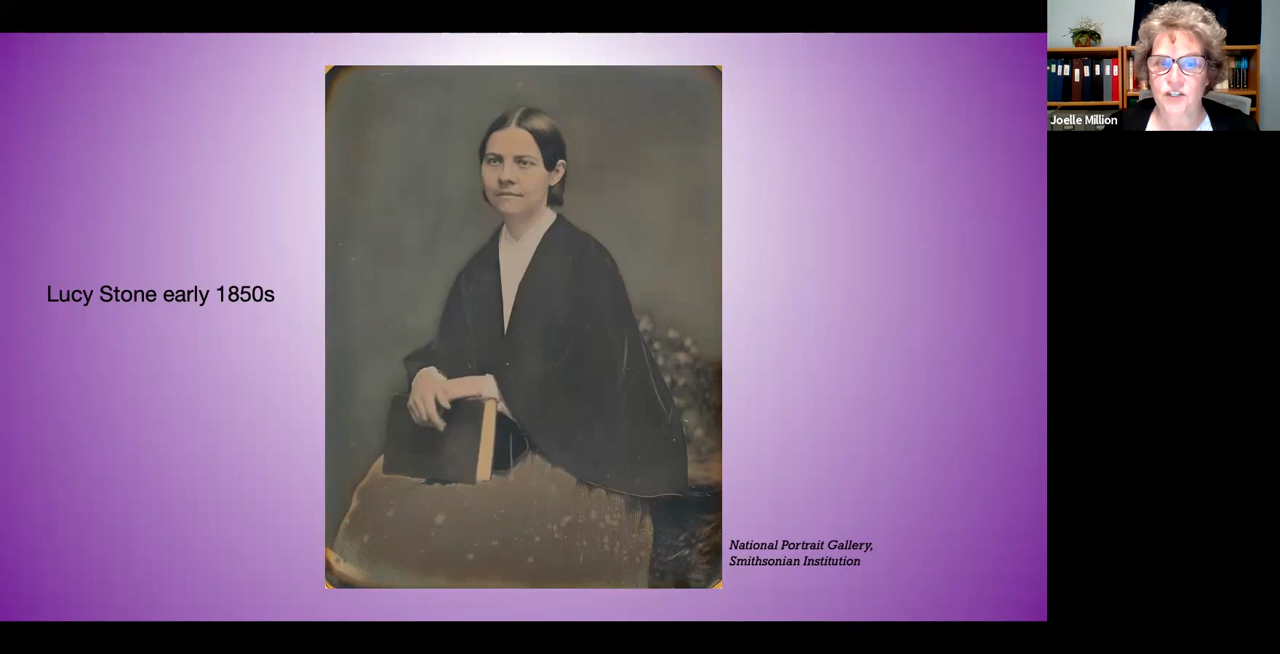 Joelle Million
Lucy Stone early 1850s
National Portrait Gallery,
Smithsonian Institution